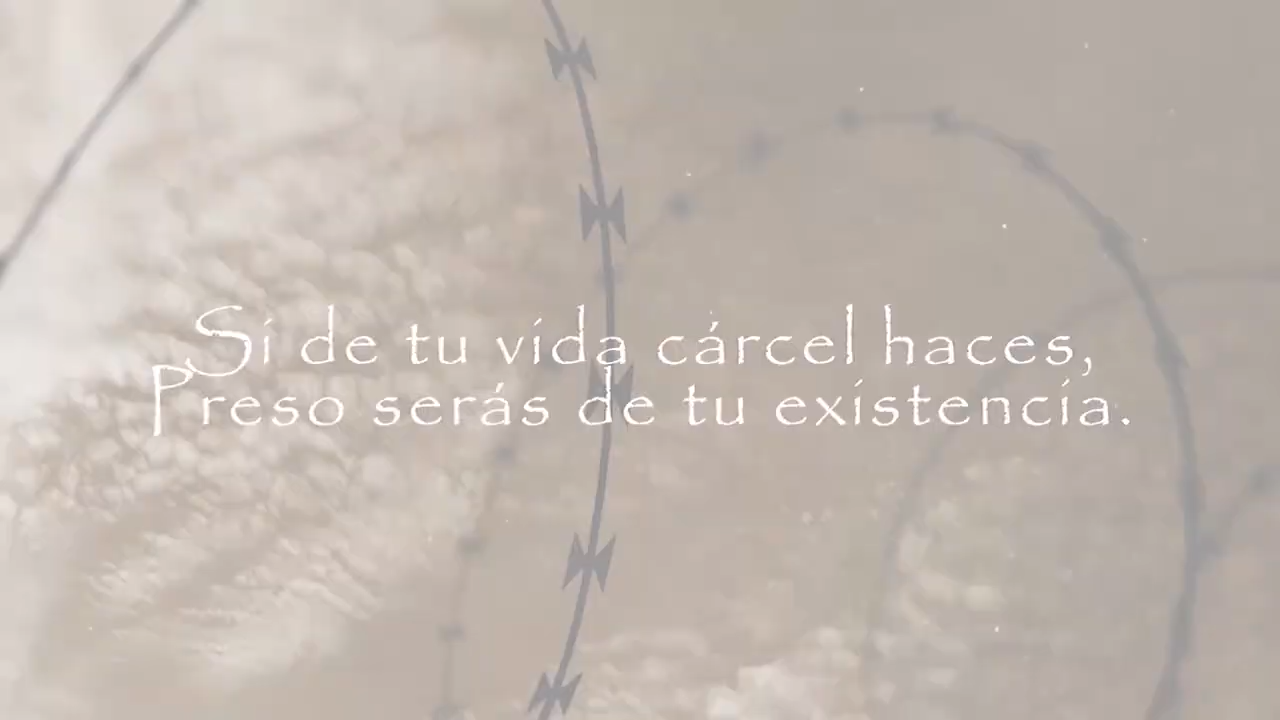 Si de tu vida cárcel haces,
Preso serás de tu existencia.